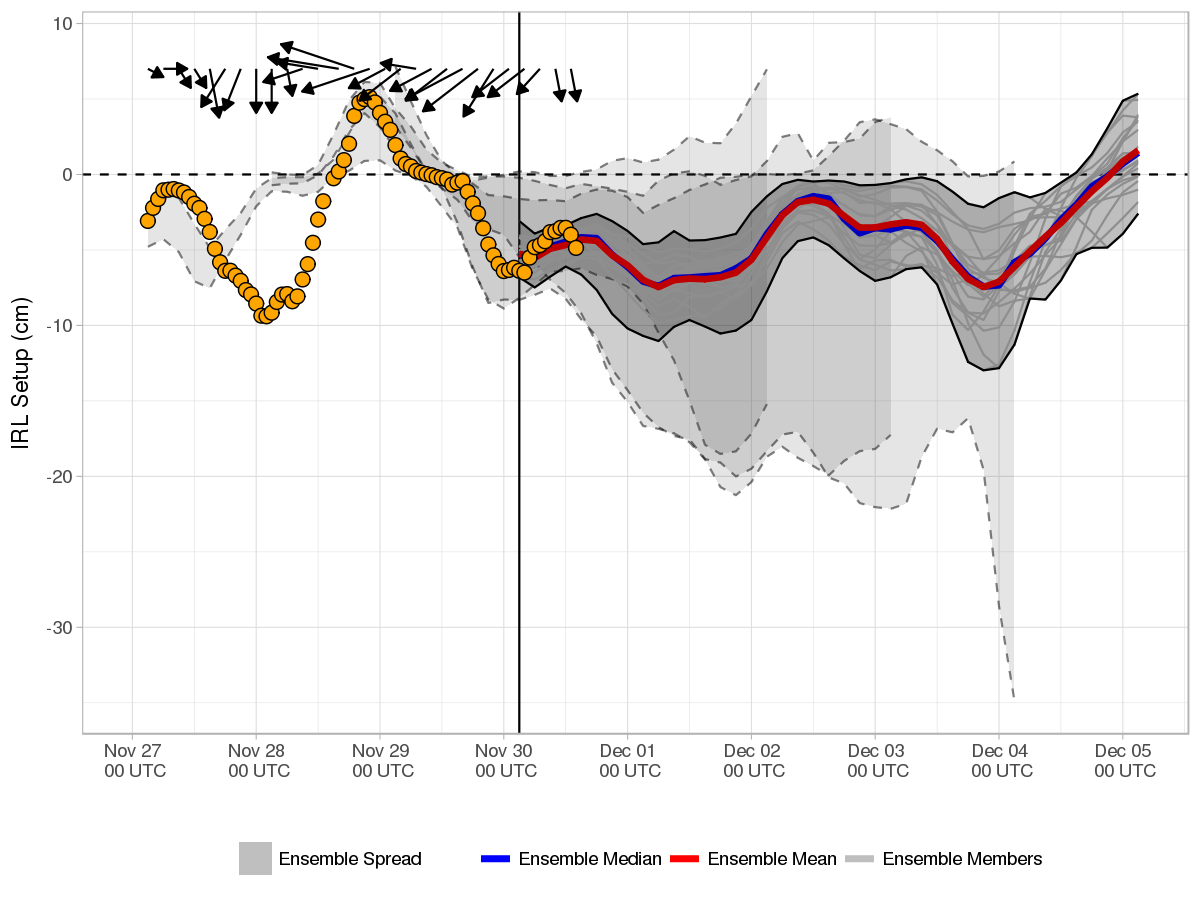 IRL Setup (cm)
10
0
-10
-20
-30
Nov 27 Nov 28 Nov 29 Nov 30 Dec 01 Dec 02 Dec 03 Dec 04 Dec 05
00 UTC 00 UTC 00 UTC 00 UTC 00 UTC 00 UTC 00 UTC 00 UTC 00 UTC
Ensemble Spread Ensemble Median Ensemble Mean Ensemble Members